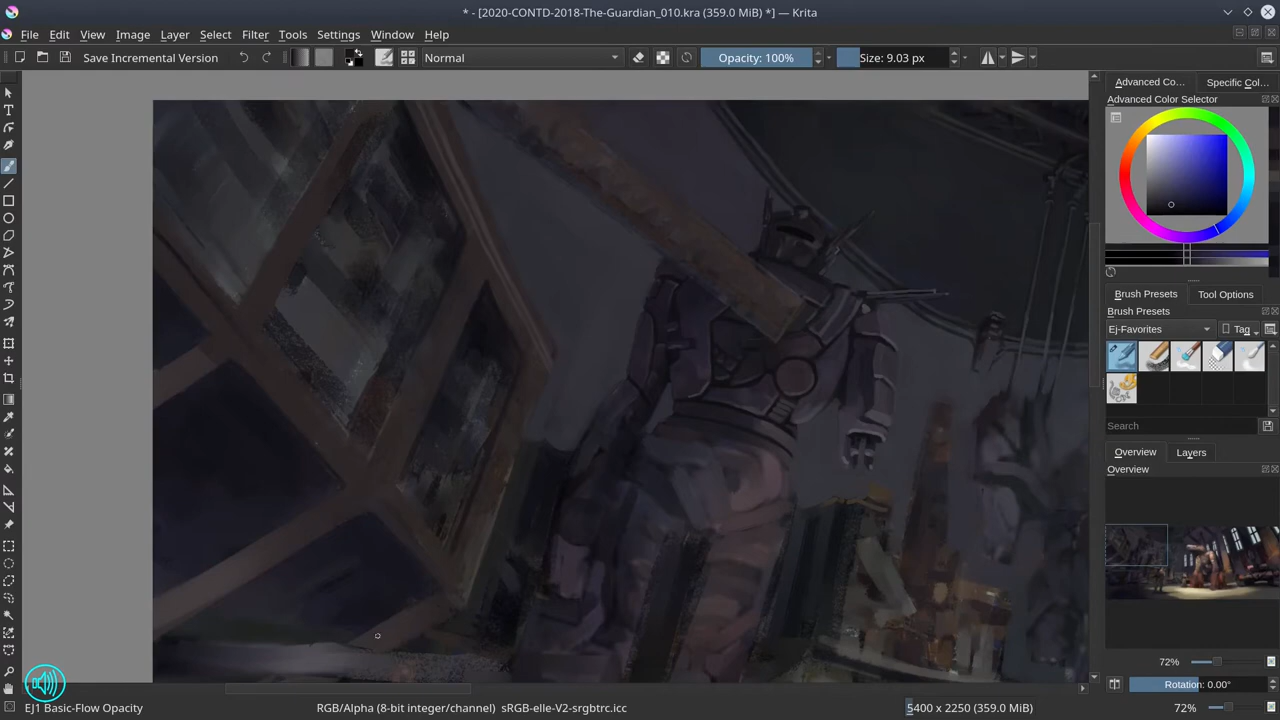 * - [2020-CONTD-2018-The-Guardian_010.kra (359.0 MiB) *] — Krita
File Edit View Image Layer Select Filter Tools Settings Window Help
Save Incremental Version Normal Opacity: 100% Size: 9.03 px
Advanced Co... Specific Col...
Advanced Color Selector
Brush Presets Tool Options
Brush Presets
Ej-Favorites Tag
Search
Overview Layers
Overview
72%
Rotation: 0.00°
EJ1 Basic-Flow Opacity RGB/Alpha (8-bit integer/channel) sRGB-elle-V2-srgbtrc.icc 5400 x 2250 (359.0 MiB) 72%